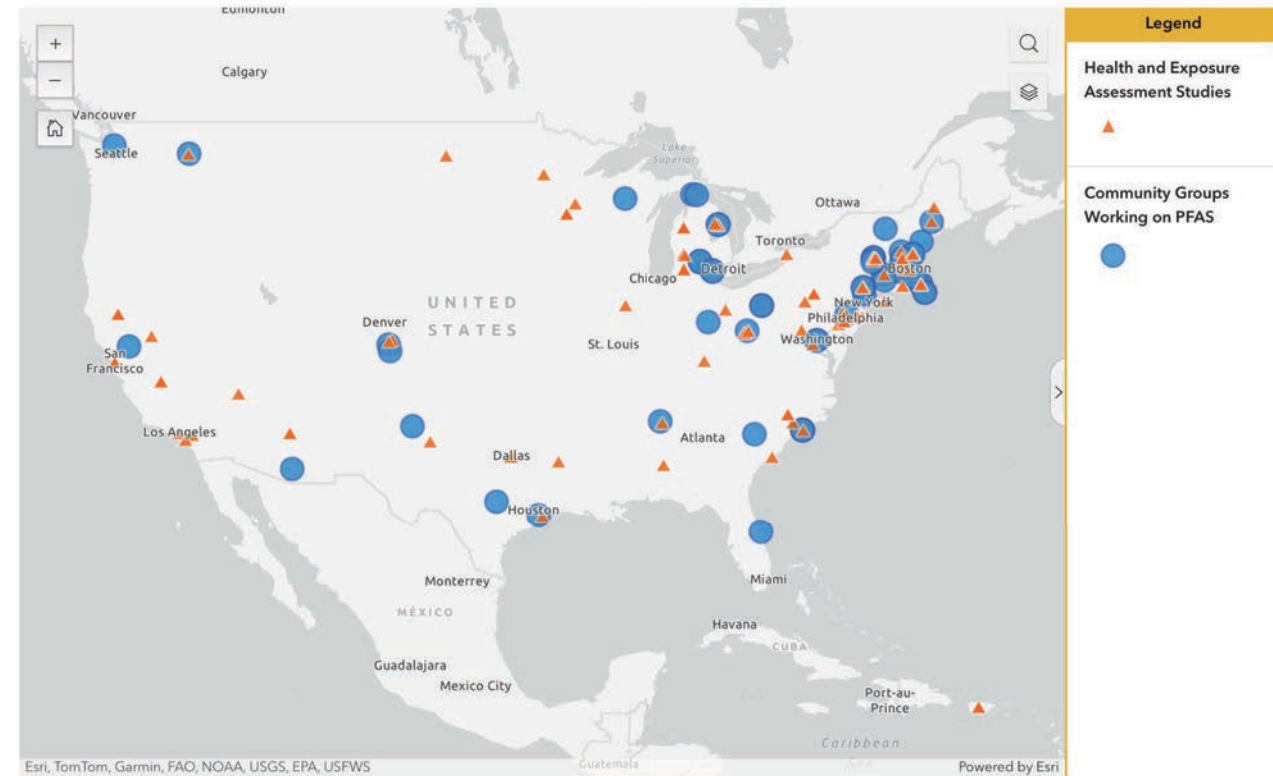 Edmonton
Calgary
Vancouver
Seattle
Lake
Superior
Ottawa
Toronto
Chicago
Detroit
Boston
UNITED
STATES
Denver
New York
Philadelphia
St. Louis
Washington
San
Francisco
Los Angeles
Atlanta
Dallas
Houston
Monterrey
Miami
MÉXICO
Havana
CUBA
Guadalajara
Mexico City
Port-au-
Prince
Caribbean
Sea
Guatemala
Esri, TomTom, Garmin, FAO, NOAA, USGS, EPA, USFWS
Powered by Esri
Legend
Health and Exposure
Assessment Studies
Community Groups
Working on PFAS